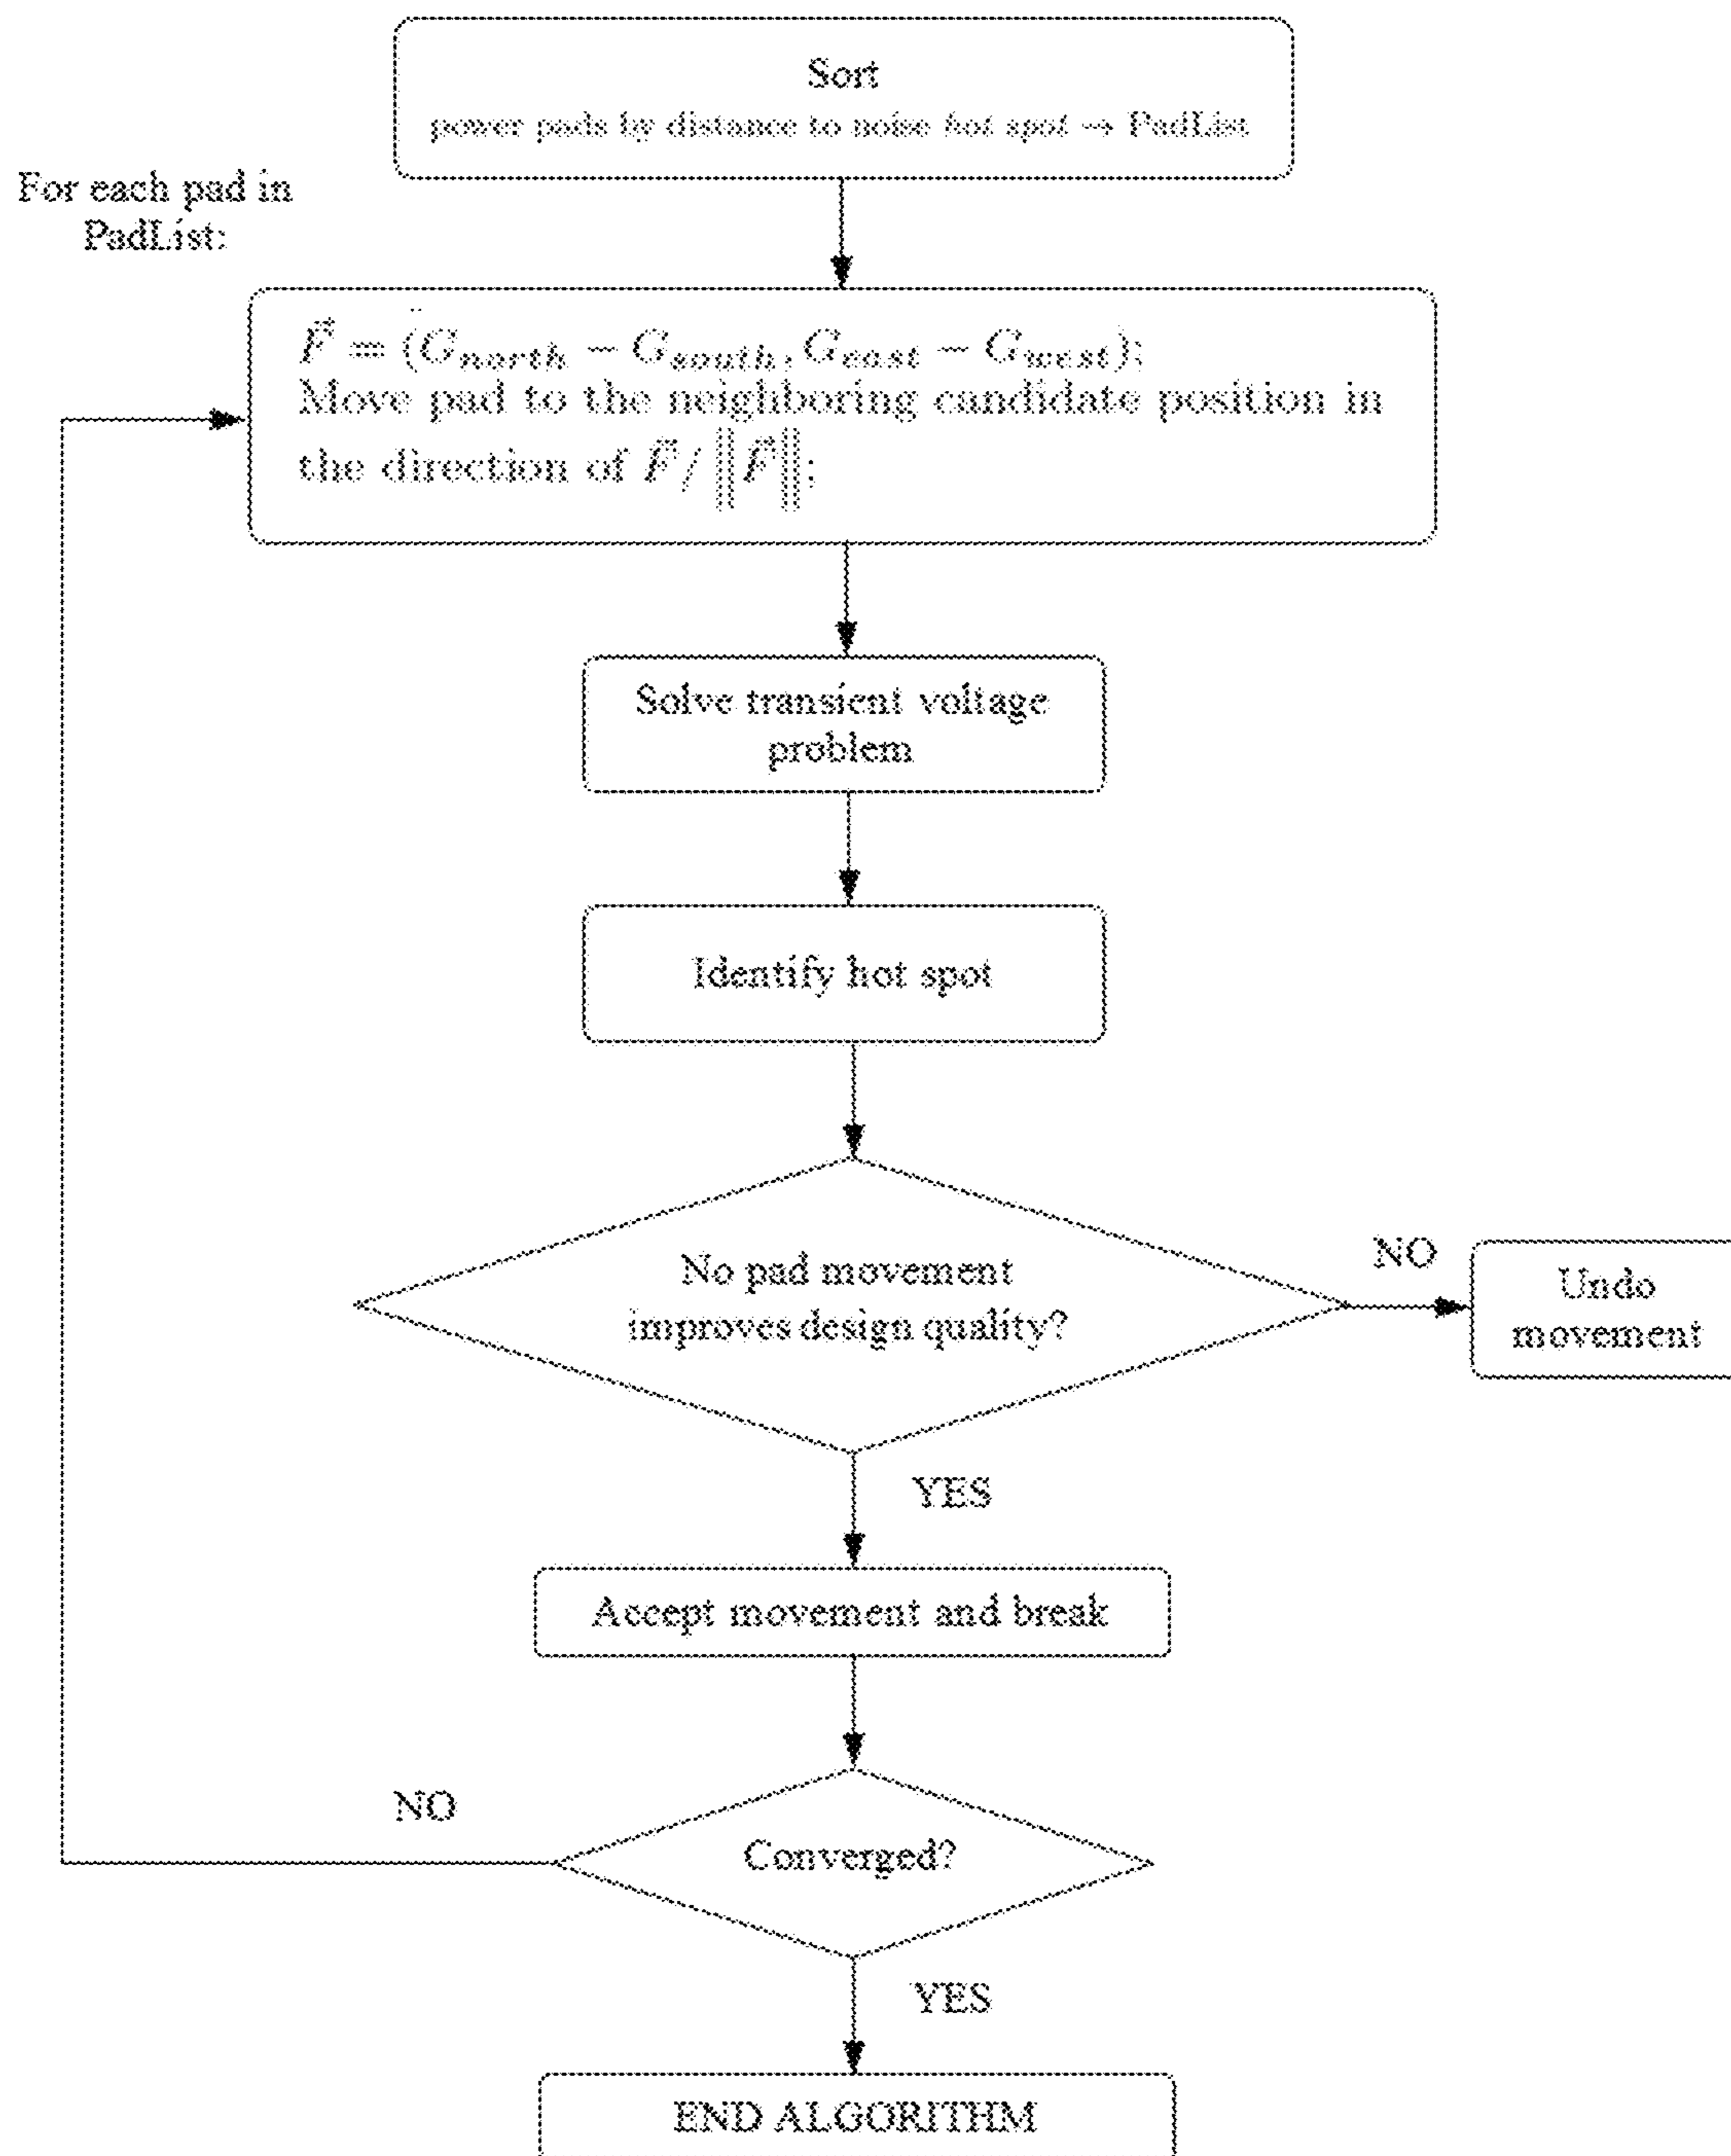 Sort
power pads by distance to noise hot spot → PadList
For each pad in
PadList:
F⃗ = (G_north − G_south, G_east − G_west);
Move pad to the neighboring candidate position in
the direction of F⃗/‖F⃗‖;
Solve transient voltage
problem
Identify hot spot
No pad movement
improves design quality?
NO
Undo
movement
YES
Accept movement and break
NO
Converged?
YES
END ALGORITHM